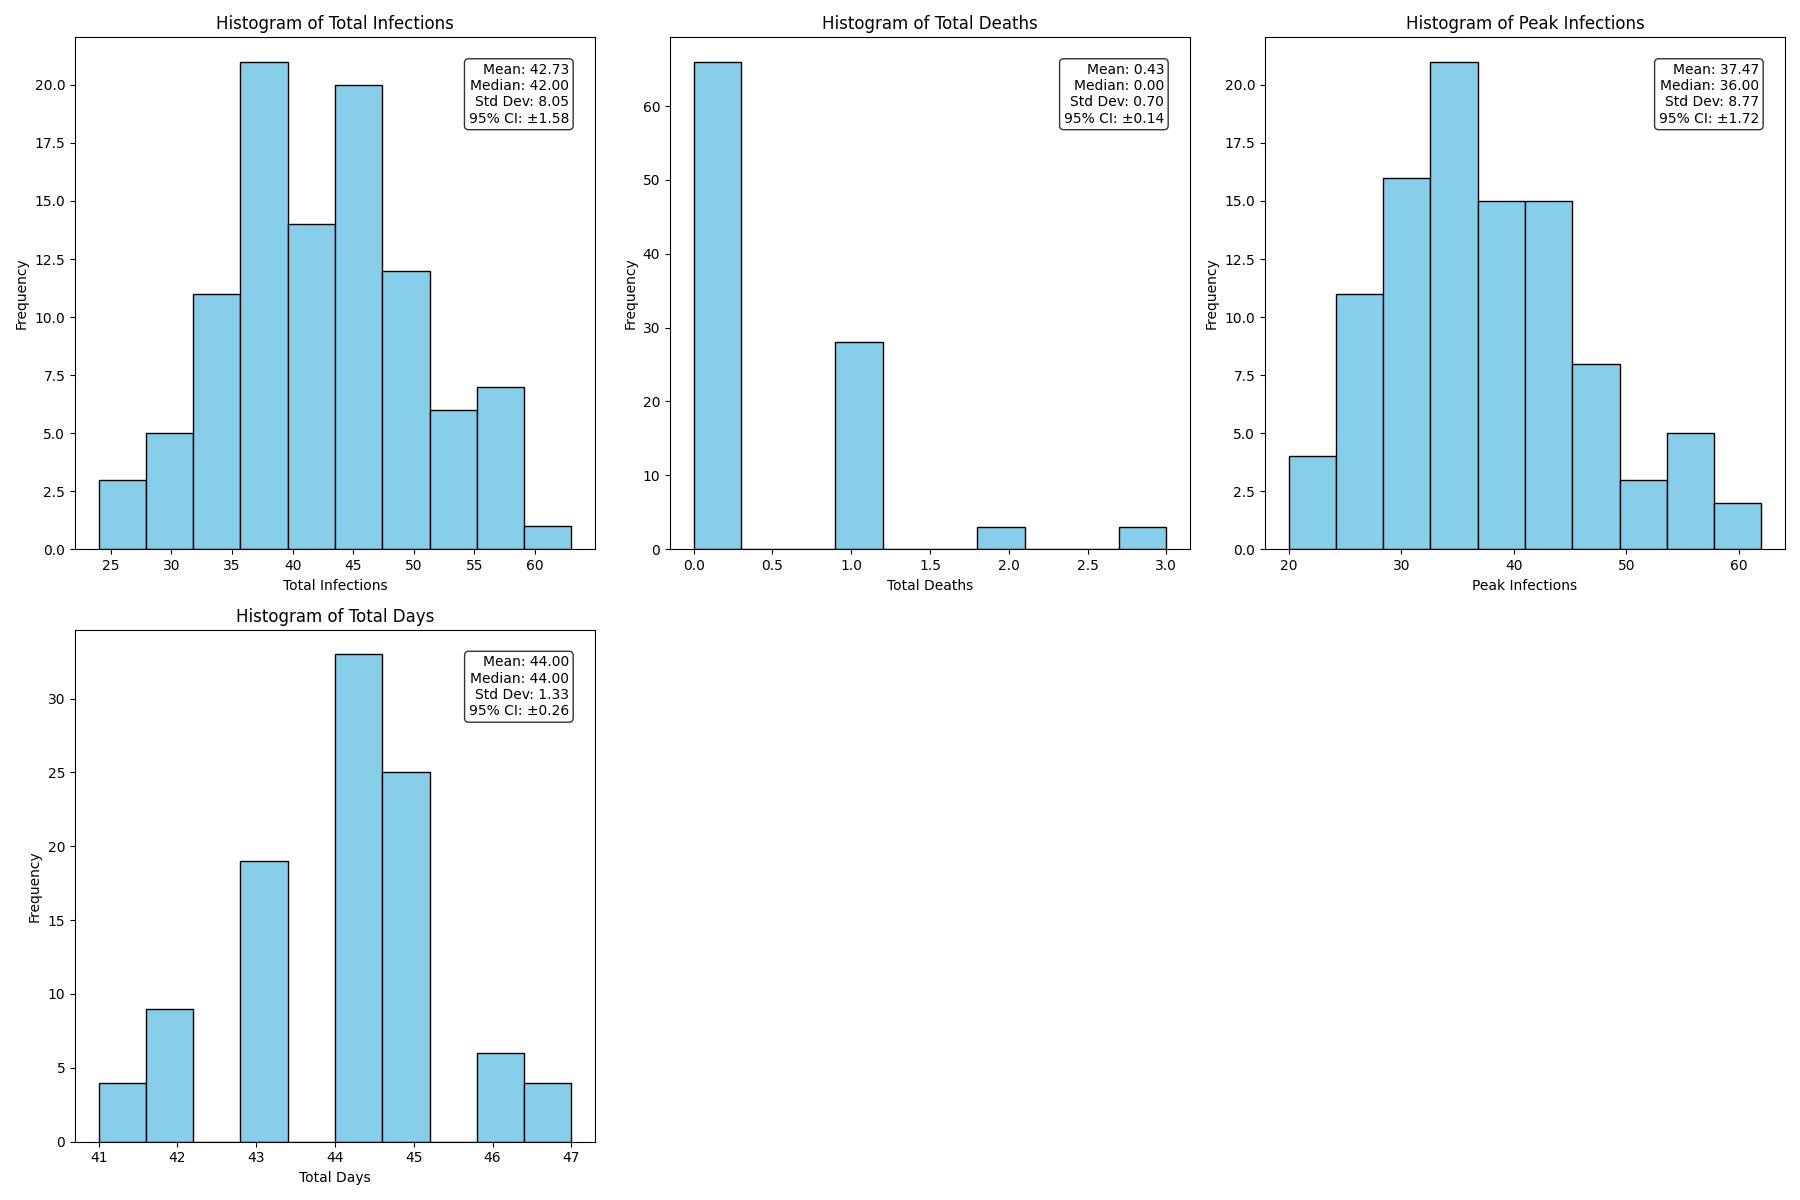 Histogram of Total Infections
20.0
17.5
15.0
12.5
10.0
7.5
5.0
2.5
0.0
Frequency
Mean: 42.73
Median: 42.00
Std Dev: 8.05
95% CI: ±1.58
25 30 35 40 45 50 55 60
Total Infections
Histogram of Total Deaths
60
50
40
30
20
10
0
Frequency
Mean: 0.43
Median: 0.00
Std Dev: 0.70
95% CI: ±0.14
0.0 0.5 1.0 1.5 2.0 2.5 3.0
Total Deaths
Histogram of Peak Infections
20.0
17.5
15.0
12.5
10.0
7.5
5.0
2.5
0.0
Frequency
Mean: 37.47
Median: 36.00
Std Dev: 8.77
95% CI: ±1.72
20 30 40 50 60
Peak Infections
Histogram of Total Days
30
25
20
15
10
5
0
Frequency
Mean: 44.00
Median: 44.00
Std Dev: 1.33
95% CI: ±0.26
41 42 43 44 45 46 47
Total Days